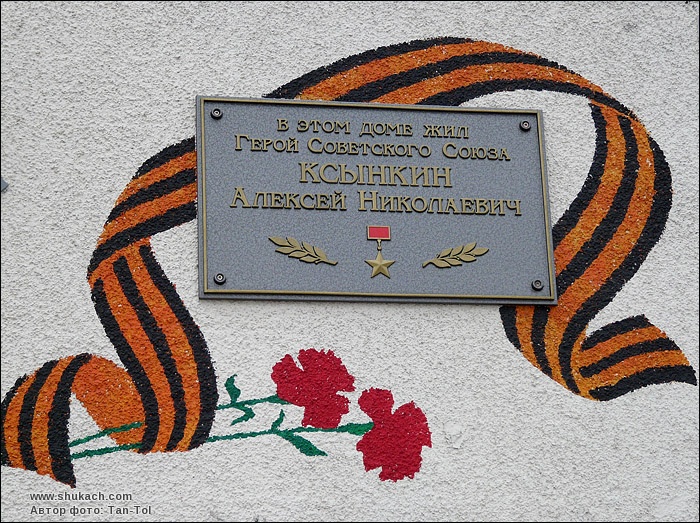 В ЭТОМ ДОМЕ ЖИЛ
ГЕРОЙ СОВЕТСКОГО СОЮЗА
КСЫНКИН
АЛЕКСЕЙ НИКОЛАЕВИЧ
www.shukach.com
Автор фото: Tan-Tol